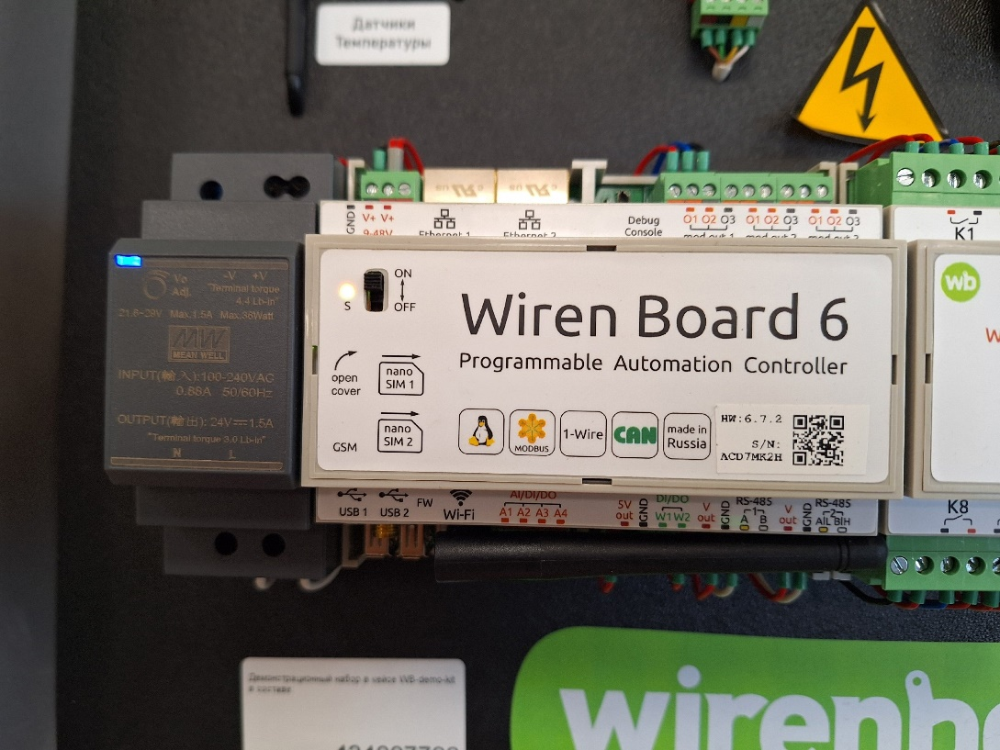 Датчики
Температуры
GND
V+ V+
9-48V
Ethernet 1
Ethernet 2
Debug
Console
O1 O2 O3
mod out 1
O1 O2 O3
mod out 2
O1 O2 O3
K1
Vo
Adj.
-V +V
"Terminal torque
4.4 Lb-In"
21.6~29V Max.1.5A Max.36Watt
MW
MEAN WELL
INPUT(輸入):100-240VAC
0.88A 50/60Hz
OUTPUT(輸出):24V⎓1.5A
"Terminal torque 3.0 Lb-In"
N L
S
ON
OFF
Wiren Board 6
Programmable Automation Controller
open
cover
nano
SIM 1
GSM
nano
SIM 2
MODBUS
1-Wire
CAN
made in
Russia
HW:6.7.2
S/N:
ACD7MK2H
wb
W
USB 1
USB 2
FW
Wi-Fi
AI/DI/DO
A1 A2 A3 A4
5V
out
GND
DI/DO
W1 W2
V
out
GND
RS-485
1
A B
V
out
GND
RS-485
2
K8
Демонстрационный набор в кейсе WB-demo-kit
в составе
wirenbo